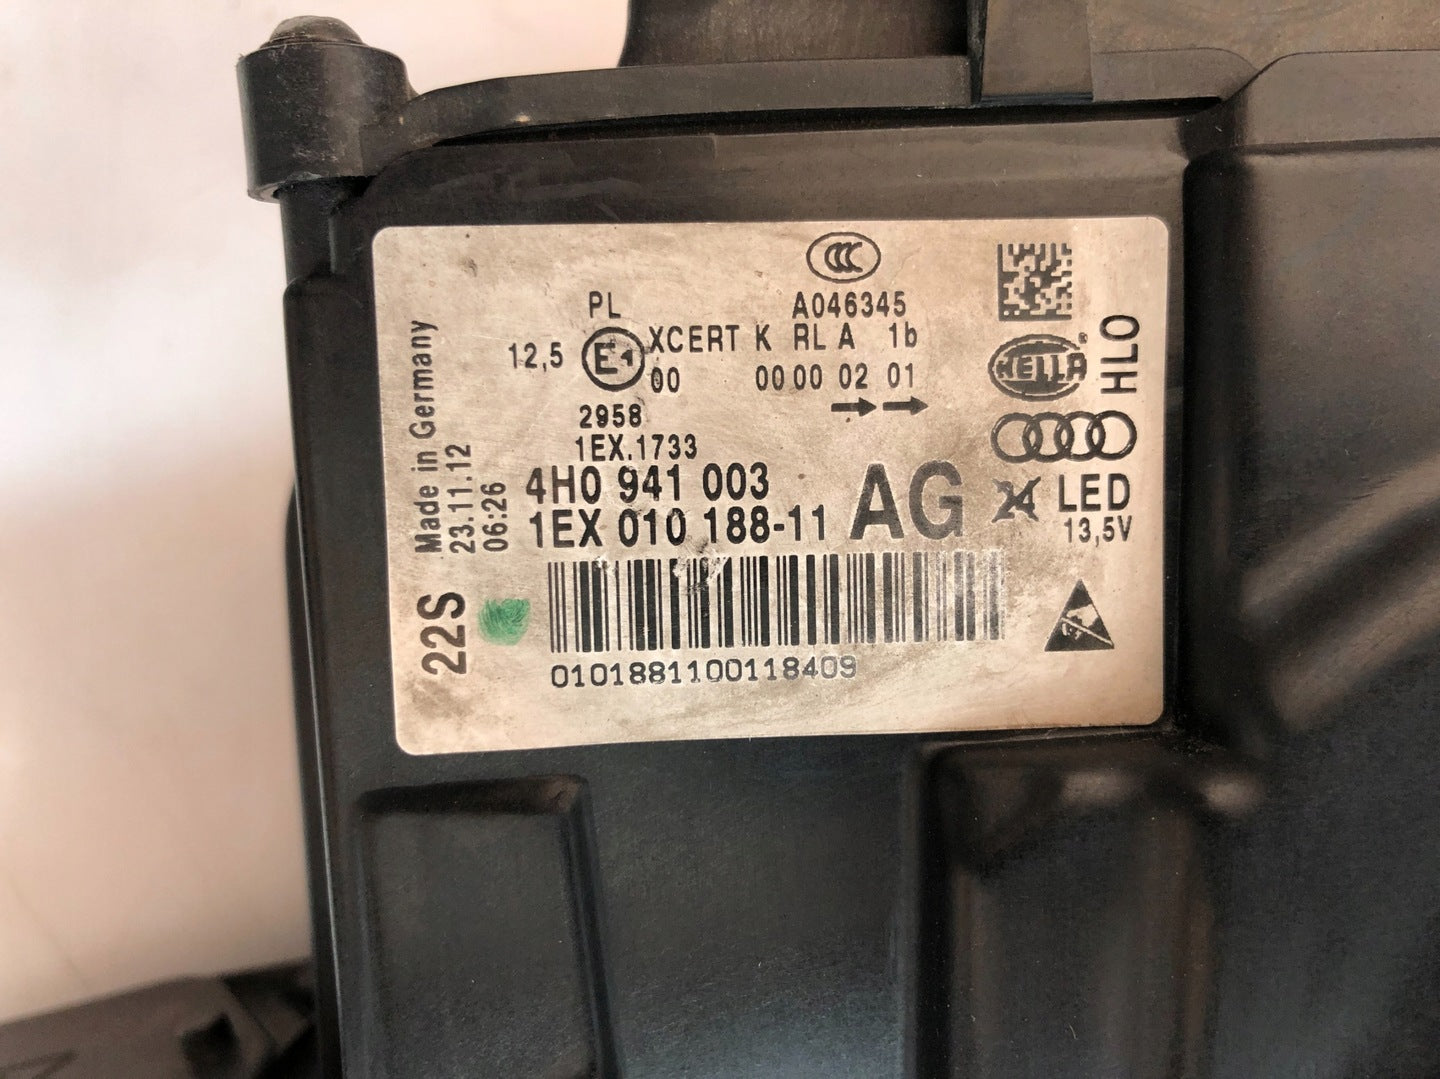 PL
A046345
12,5 E1 XCERT K RL A 1b
00 00 00 02 01
2958
1EX.1733
4H0 941 003
1EX 010 188-11
AG
HELLA
HLO
LED
13,5V
Made in Germany
23.11.12
06:26
22S
0101881100118409